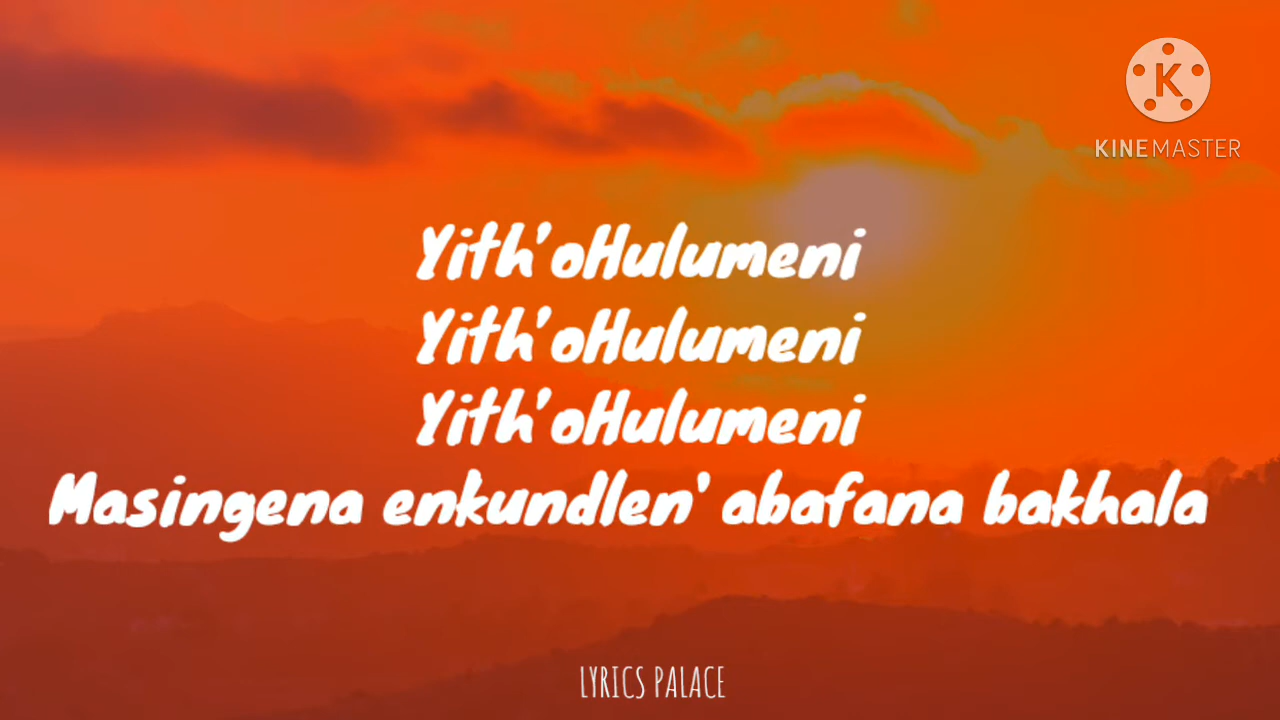 KINEMASTER
Yith'oHulumeni
Yith'oHulumeni
Yith'oHulumeni
Masingena enkundlen' abafana bakhala
LYRICS PALACE